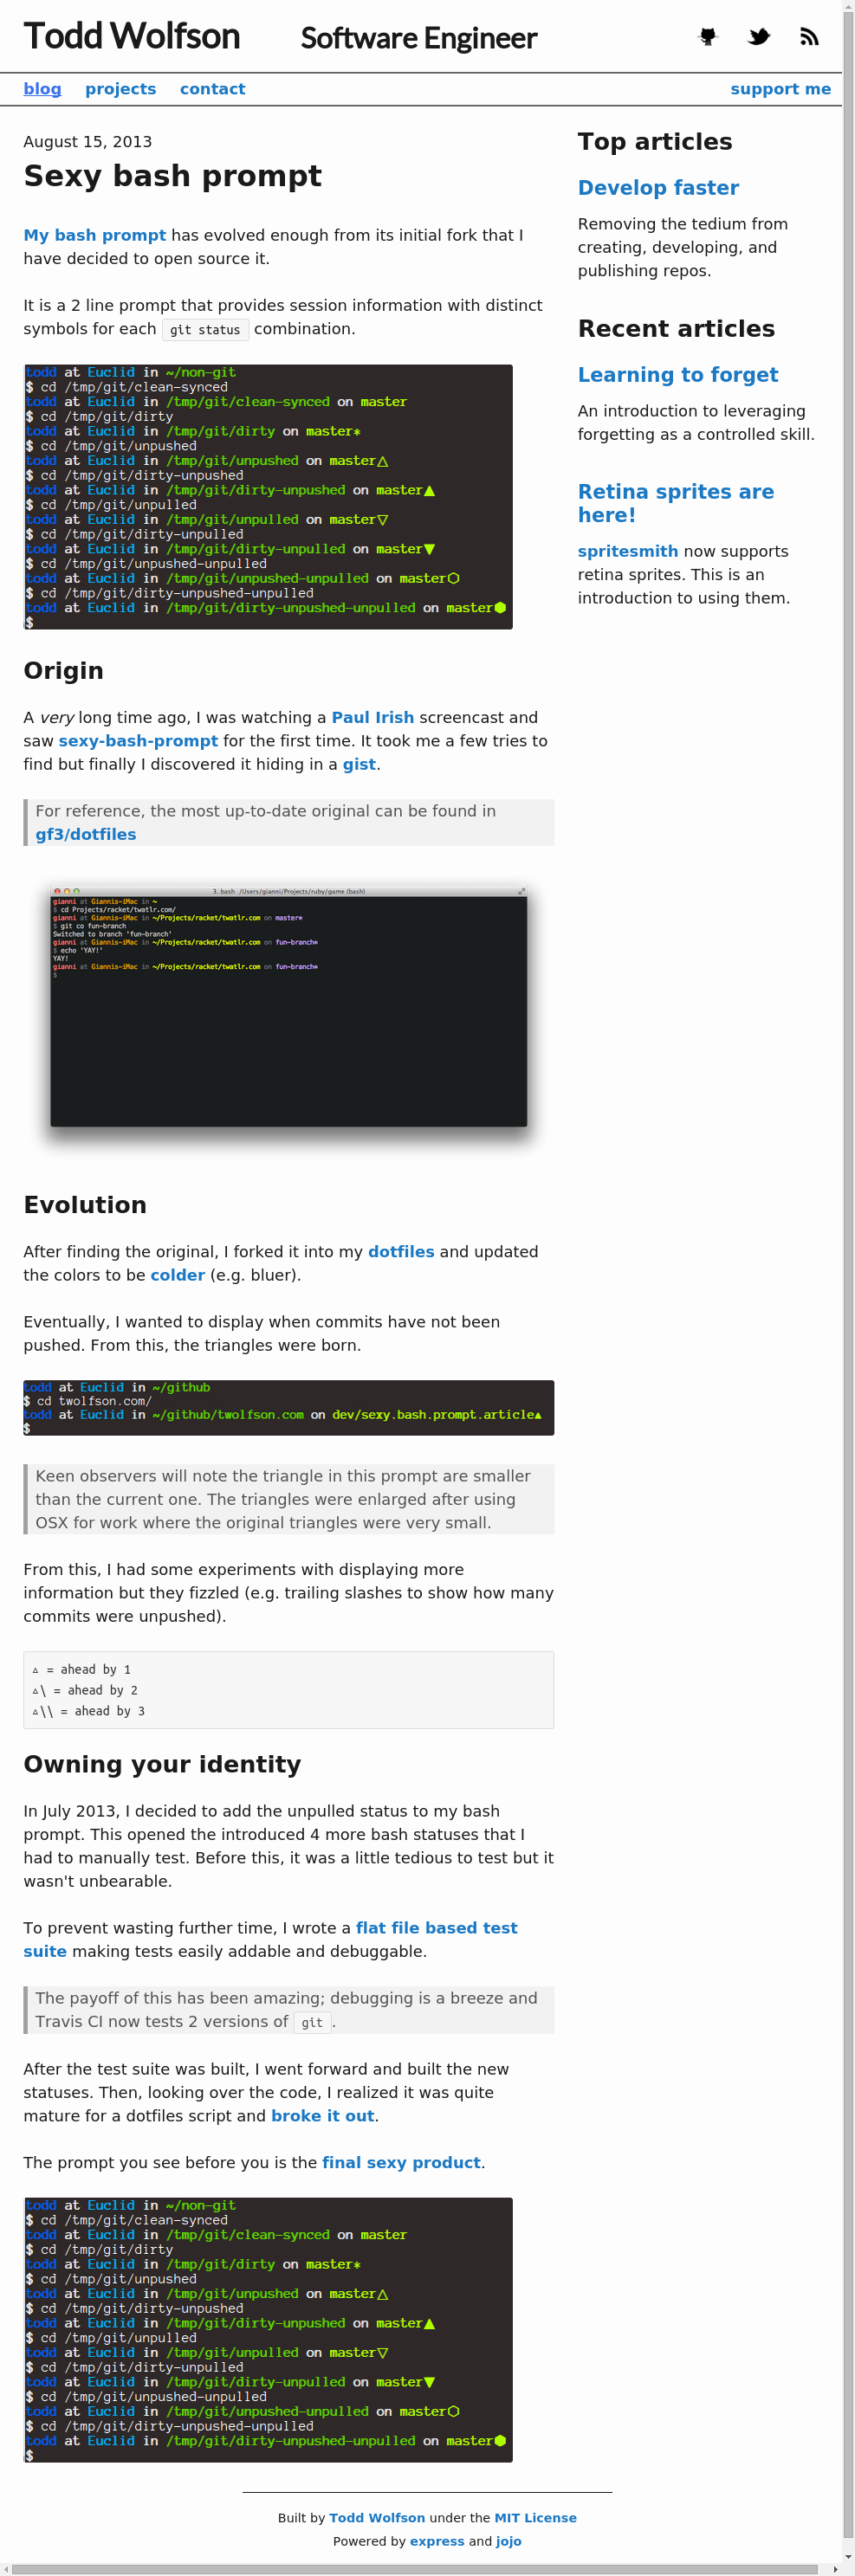 Todd Wolfson
Software Engineer
blog projects contact support me
August 15, 2013
Sexy bash prompt
My bash prompt has evolved enough from its initial fork that I
have decided to open source it.
It is a 2 line prompt that provides session information with distinct
symbols for each git status combination.
todd at Euclid in ~/non-git
$ cd /tmp/git/clean-synced
todd at Euclid in /tmp/git/clean-synced on master
$ cd /tmp/git/dirty
todd at Euclid in /tmp/git/dirty on master*
$ cd /tmp/git/unpushed
todd at Euclid in /tmp/git/unpushed on master△
$ cd /tmp/git/dirty-unpushed
todd at Euclid in /tmp/git/dirty-unpushed on master▲
$ cd /tmp/git/unpulled
todd at Euclid in /tmp/git/unpulled on master▽
$ cd /tmp/git/dirty-unpulled
todd at Euclid in /tmp/git/dirty-unpulled on master▼
$ cd /tmp/git/unpushed-unpulled
todd at Euclid in /tmp/git/unpushed-unpulled on master⬡
$ cd /tmp/git/dirty-unpushed-unpulled
todd at Euclid in /tmp/git/dirty-unpushed-unpulled on master⬢
$
Origin
A very long time ago, I was watching a Paul Irish screencast and
saw sexy-bash-prompt for the first time. It took me a few tries to
find but finally I discovered it hiding in a gist.
For reference, the most up-to-date original can be found in
gf3/dotfiles
3. bash /Users/gianni/Projects/ruby/game (bash)
gianni at Giannis-iMac in ~
$ cd Projects/racket/twatlr.com/
gianni at Giannis-iMac in ~/Projects/racket/twatlr.com on master*
$ git co fun-branch
Switched to branch 'fun-branch'
gianni at Giannis-iMac in ~/Projects/racket/twatlr.com on fun-branch*
$ echo 'YAY!'
YAY!
gianni at Giannis-iMac in ~/Projects/racket/twatlr.com on fun-branch*
$
Evolution
After finding the original, I forked it into my dotfiles and updated
the colors to be colder (e.g. bluer).
Eventually, I wanted to display when commits have not been
pushed. From this, the triangles were born.
todd at Euclid in ~/github
$ cd twolfson.com/
todd at Euclid in ~/github/twolfson.com on dev/sexy.bash.prompt.article▲
$
Keen observers will note the triangle in this prompt are smaller
than the current one. The triangles were enlarged after using
OSX for work where the original triangles were very small.
From this, I had some experiments with displaying more
information but they fizzled (e.g. trailing slashes to show how many
commits were unpushed).
▵ = ahead by 1
▵\ = ahead by 2
▵\\ = ahead by 3
Owning your identity
In July 2013, I decided to add the unpulled status to my bash
prompt. This opened the introduced 4 more bash statuses that I
had to manually test. Before this, it was a little tedious to test but it
wasn't unbearable.
To prevent wasting further time, I wrote a flat file based test
suite making tests easily addable and debuggable.
The payoff of this has been amazing; debugging is a breeze and
Travis CI now tests 2 versions of git.
After the test suite was built, I went forward and built the new
statuses. Then, looking over the code, I realized it was quite
mature for a dotfiles script and broke it out.
The prompt you see before you is the final sexy product.
todd at Euclid in ~/non-git
$ cd /tmp/git/clean-synced
todd at Euclid in /tmp/git/clean-synced on master
$ cd /tmp/git/dirty
todd at Euclid in /tmp/git/dirty on master*
$ cd /tmp/git/unpushed
todd at Euclid in /tmp/git/unpushed on master△
$ cd /tmp/git/dirty-unpushed
todd at Euclid in /tmp/git/dirty-unpushed on master▲
$ cd /tmp/git/unpulled
todd at Euclid in /tmp/git/unpulled on master▽
$ cd /tmp/git/dirty-unpulled
todd at Euclid in /tmp/git/dirty-unpulled on master▼
$ cd /tmp/git/unpushed-unpulled
todd at Euclid in /tmp/git/unpushed-unpulled on master⬡
$ cd /tmp/git/dirty-unpushed-unpulled
todd at Euclid in /tmp/git/dirty-unpushed-unpulled on master⬢
$
Top articles
Develop faster
Removing the tedium from
creating, developing, and
publishing repos.
Recent articles
Learning to forget
An introduction to leveraging
forgetting as a controlled skill.
Retina sprites are
here!
spritesmith now supports
retina sprites. This is an
introduction to using them.
Built by Todd Wolfson under the MIT License
Powered by express and jojo